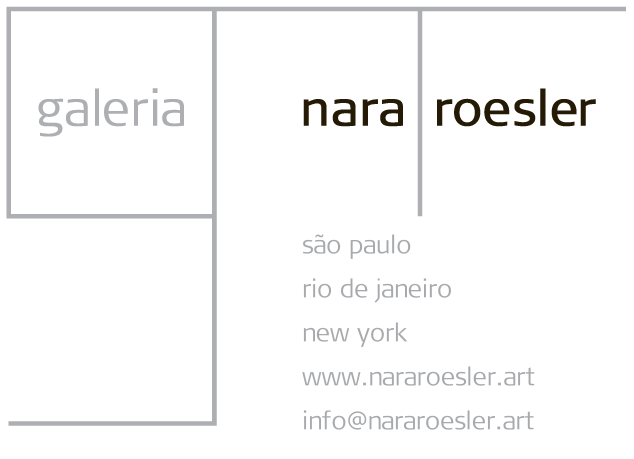 galeria nara roesler
são paulo
rio de janeiro
new york
www.nararoesler.art
info@nararoesler.art